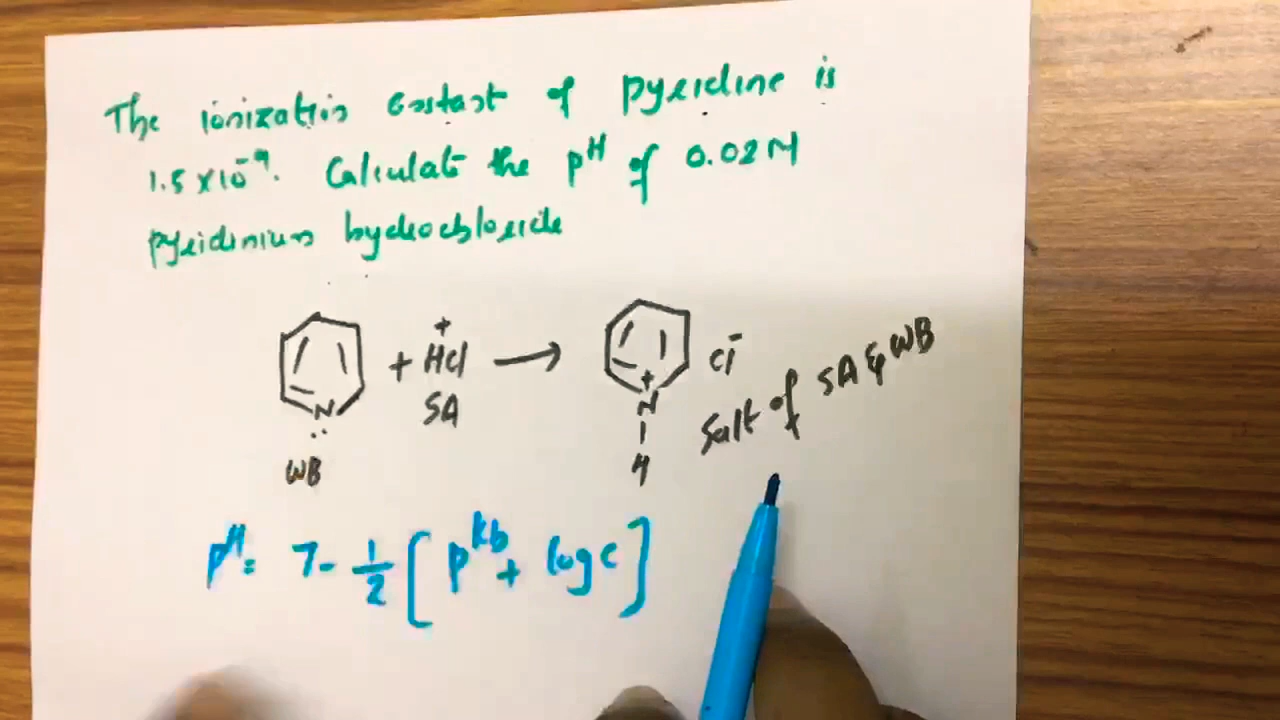 The ionization constant of pyridine is
1.5 x 10⁻⁹. Calculate the pH of 0.02M
pyridinium hydrochloride
+ HCl → Cl⁻
N + N
SA
H
WB
Salt of SA & WB
pH = 7 - 1/2 [ pkb + log c ]